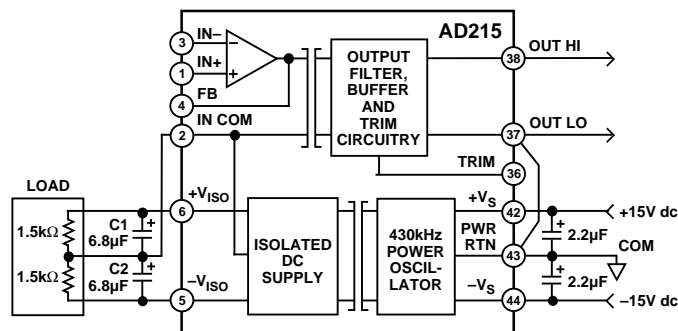 AD215
IN–
3
–
38
OUT HI
IN+
1
+
OUTPUT
FILTER,
BUFFER
AND
TRIM
CIRCUITRY
FB
4
IN COM
2
37
OUT LO
TRIM
36
LOAD
1.5kΩ
1.5kΩ
C1
6.8µF
+
C2
6.8µF
+
+VISO
6
–VISO
5
ISOLATED
DC
SUPPLY
430kHz
POWER
OSCIL-
LATOR
+VS
42
+15V dc
+
2.2µF
PWR
RTN
43
COM
+
2.2µF
–VS
44
–15V dc